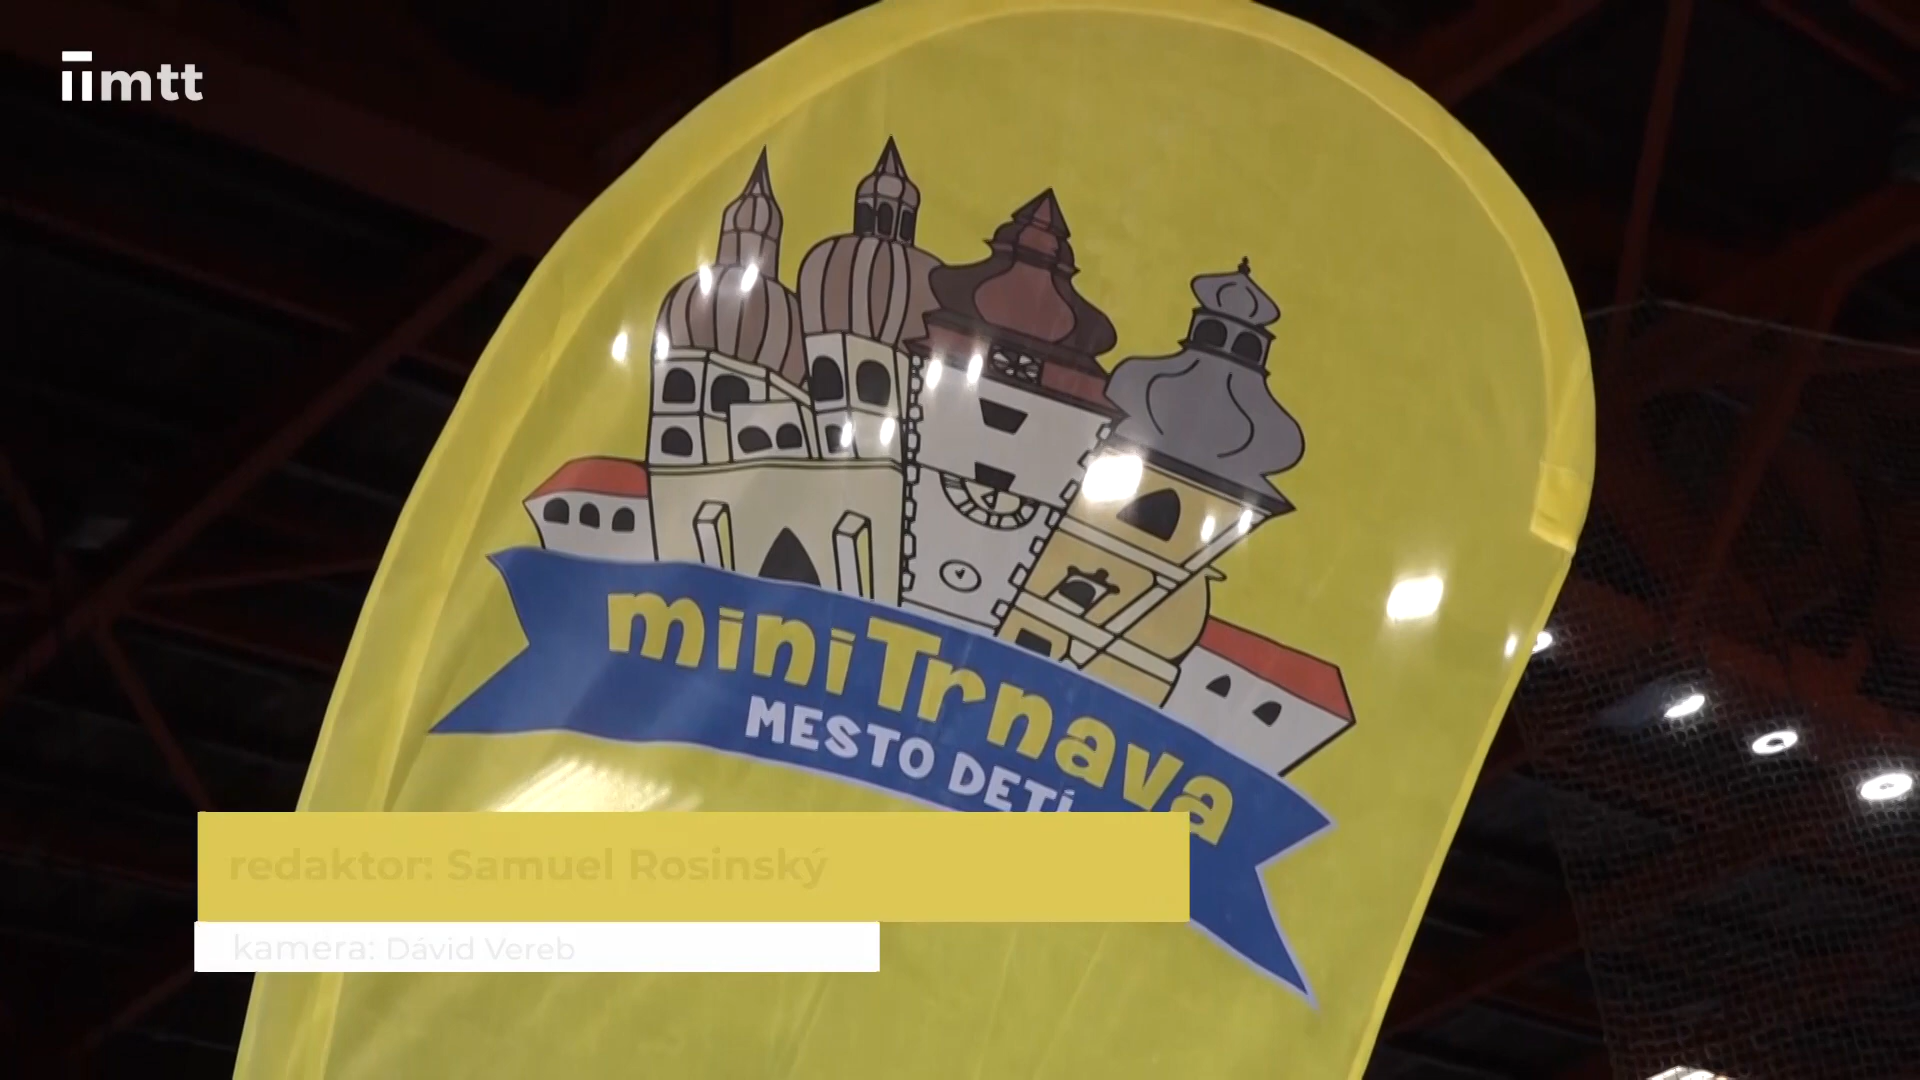 mtt
miniTrnava
MESTO DETÍ
redaktor: Samuel Rosinský
kamera: Dávid Vereb